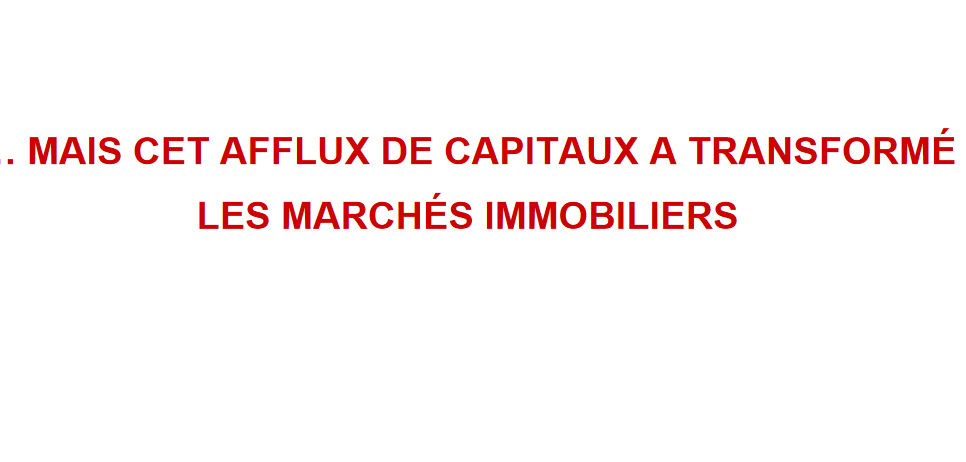 .. MAIS CET AFFLUX DE CAPITAUX A TRANSFORMÉ
LES MARCHÉS IMMOBILIERS